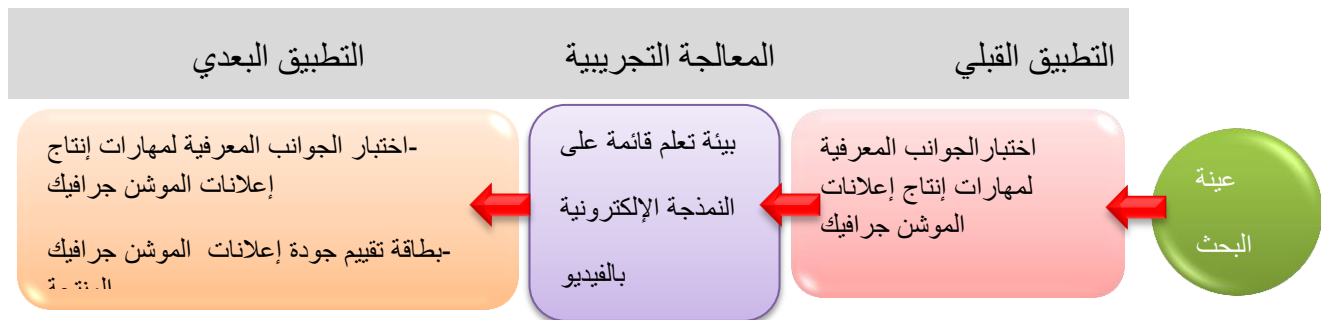 التطبيق القبلي
المعالجة التجريبية
التطبيق البعدي
عينة
البحث
اختبارالجوانب المعرفية
لمهارات إنتاج إعلانات
الموشن جرافيك
بيئة تعلم قائمة على
النمذجة الإلكترونية
بالفيديو
-اختبار الجوانب المعرفية لمهارات إنتاج
إعلانات الموشن جرافيك
-بطاقة تقييم جودة إعلانات الموشن جرافيك